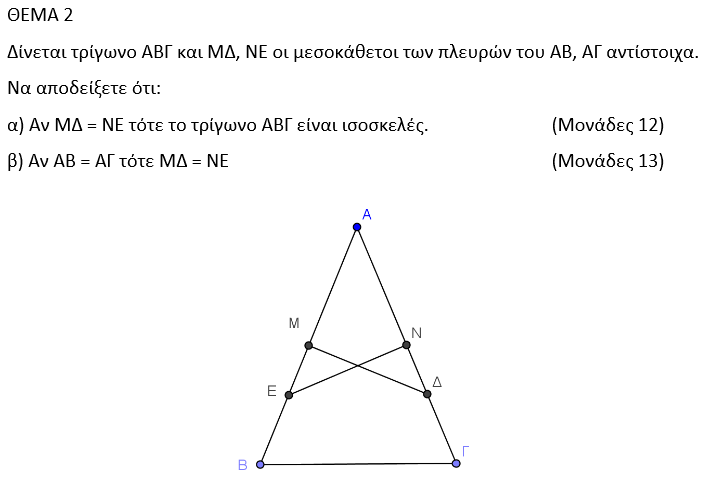 ΘΕΜΑ 2
Δίνεται τρίγωνο ΑΒΓ και ΜΔ, ΝΕ οι μεσοκάθετοι των πλευρών του ΑΒ, ΑΓ αντίστοιχα.
Να αποδείξετε ότι:
α) Αν ΜΔ = ΝΕ τότε το τρίγωνο ΑΒΓ είναι ισοσκελές. (Μονάδες 12)
β) Αν ΑΒ = ΑΓ τότε ΜΔ = ΝΕ (Μονάδες 13)
Α
Μ
Ν
Ε
Δ
Β
Γ